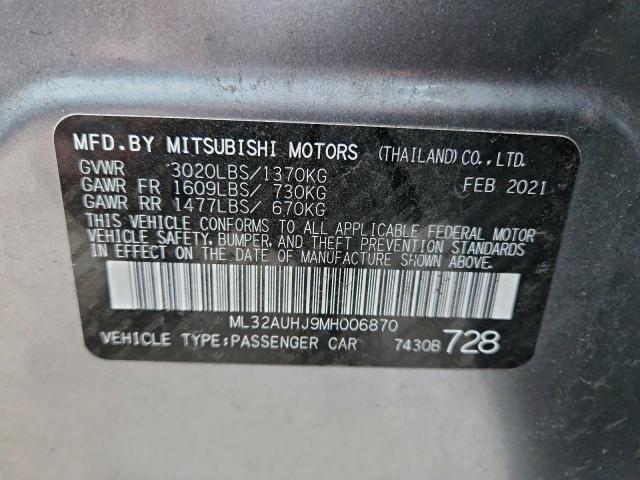 MFD.BY MITSUBISHI MOTORS (THAILAND)CO.,LTD.
GVWR 3020LBS/1370KG FEB 2021
GAWR FR 1609LBS/ 730KG
GAWR RR 1477LBS/ 670KG
THIS VEHICLE CONFORMS TO ALL APPLICABLE FEDERAL MOTOR
VEHICLE SAFETY, BUMPER, AND THEFT PREVENTION STANDARDS
IN EFFECT ON THE DATE OF MANUFACTURE SHOWN ABOVE.
ML32AUHJ9MH006870
VEHICLE TYPE:PASSENGER CAR 7430B 728